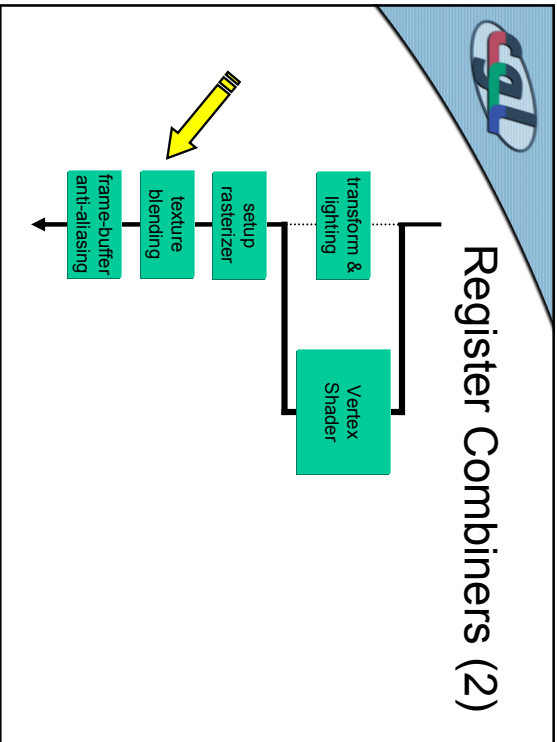 Register Combiners (2)
transform &
lighting
Vertex
Shader
setup
rasterizer
texture
blending
frame-buffer
anti-aliasing